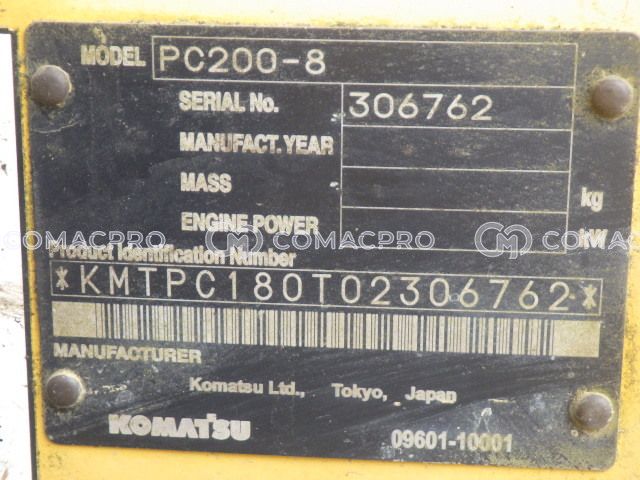 MODEL PC200-8
SERIAL No. 306762
MANUFACT. YEAR
MASS kg
ENGINE POWER kW
COMACPRO COMACPRO COMACPRO
Product Identification Number
*KMTPC180T02306762*
MANUFACTURER
Komatsu Ltd., Tokyo, Japan
KOMATSU 09601-10001